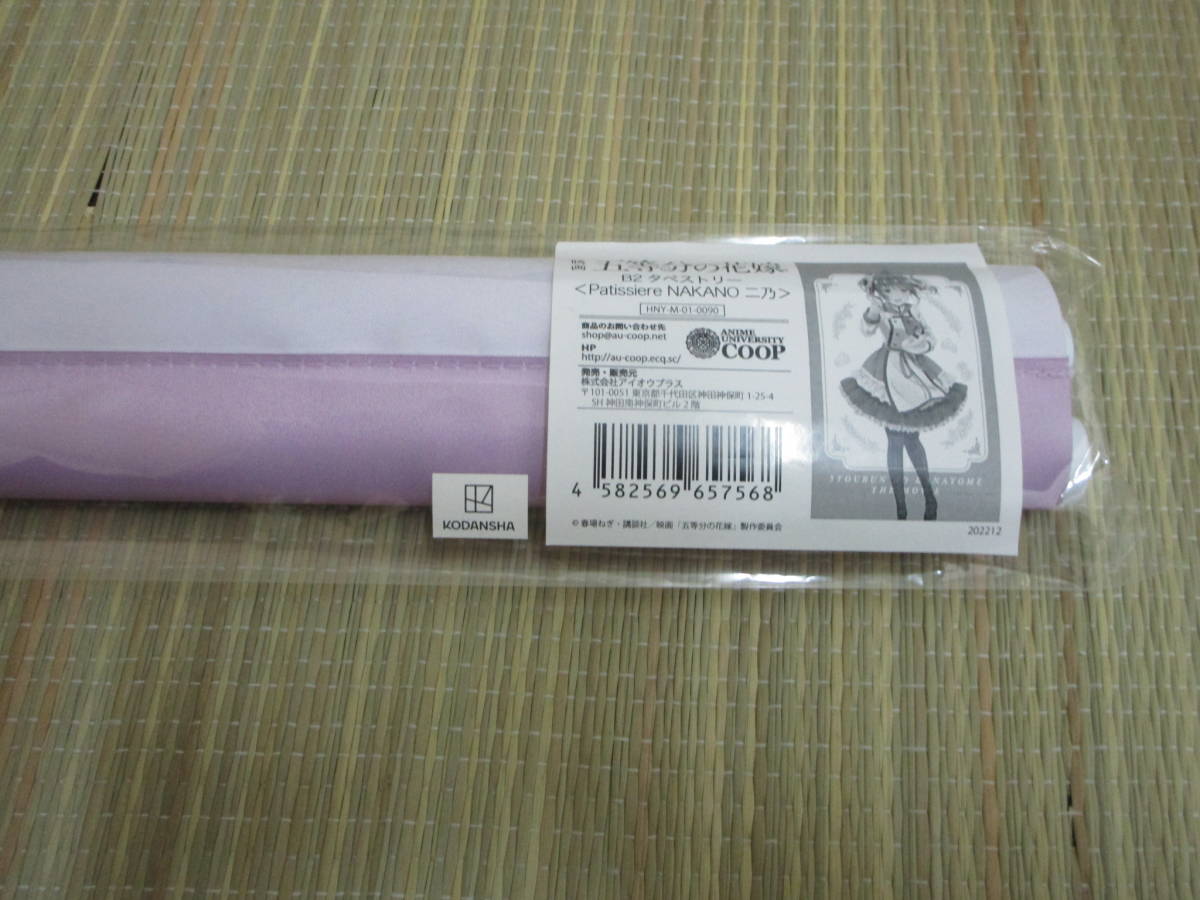 映画 五等分の花嫁
B2 タペストリー
<Patissiere NAKANO 二乃>
HNY-M-01-0090
商品のお問い合わせ先
shop@au-coop.net
HP
http://au-coop.ecq.sc/
ANIME
UNIVERSITY
COOP
発売・販売元
株式会社アイオウプラス
〒101-0051 東京都千代田区神田神保町 1-25-4
SH 神田南神保町ビル 2 階
4 582569 657568
© 春場ねぎ・講談社／映画「五等分の花嫁」製作委員会
THE MOVIE
202212
KODANSHA